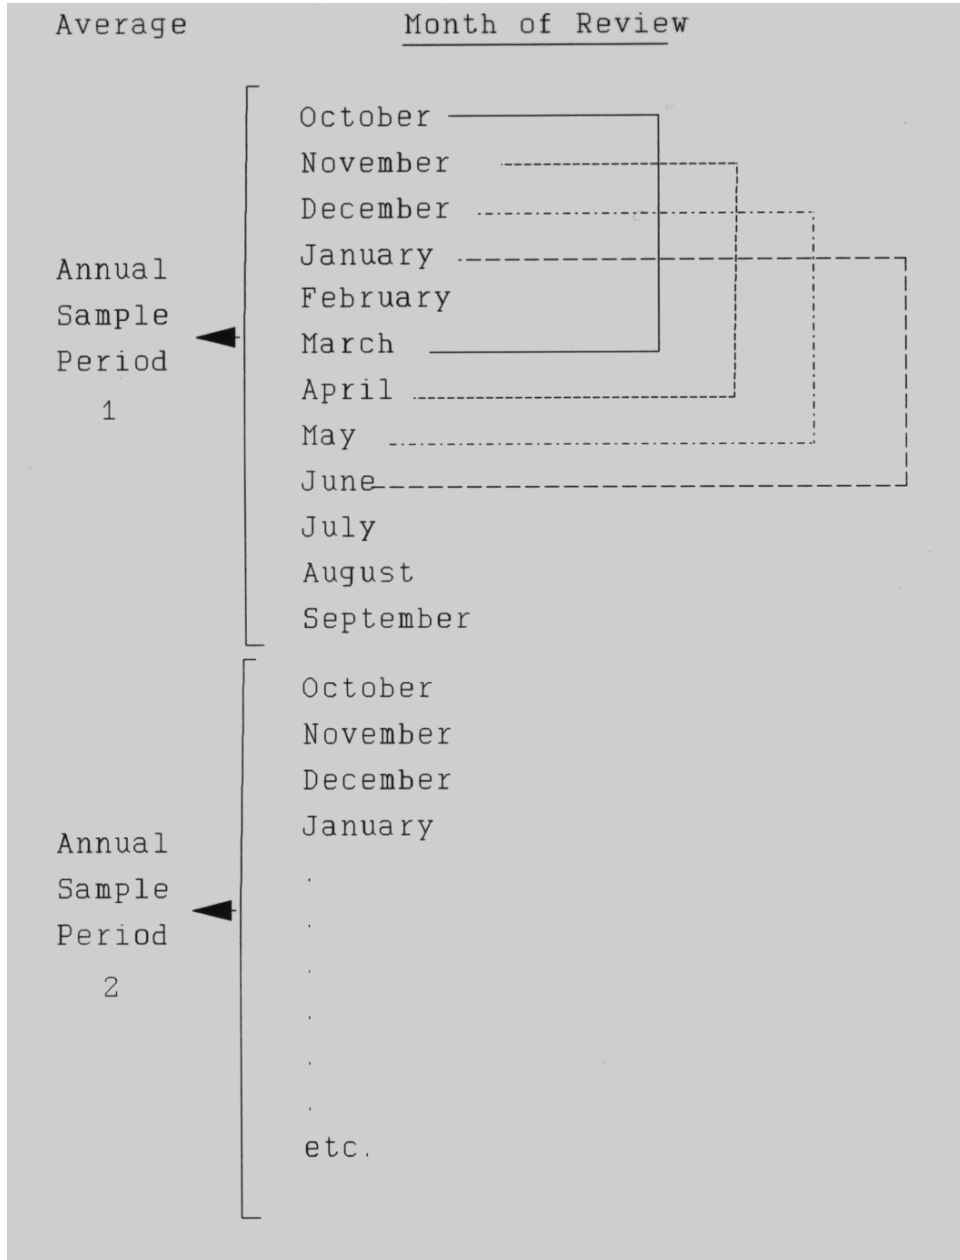 Average Month of Review
October
November
December
January
Annual
February
Sample
March
Period
April
1
May
June
July
August
September
October
November
December
January
Annual
.
Sample
.
Period
.
2
.
.
.
etc.